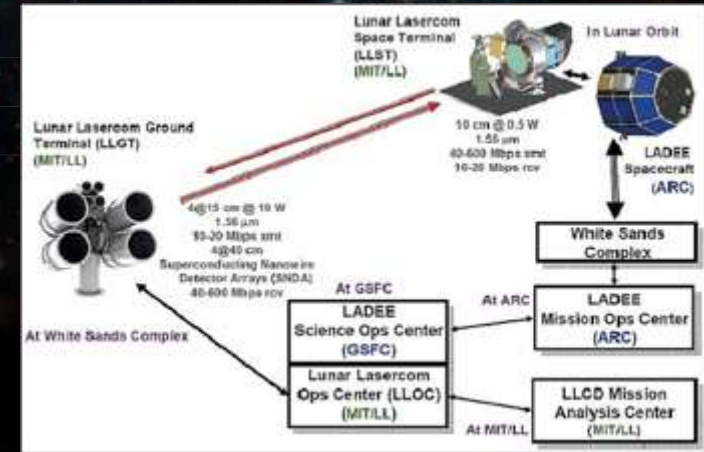 Lunar Lasercom
Space Terminal
(LLST)
(MIT/LL)
In Lunar Orbit
Lunar Lasercom Ground
Terminal (LLGT)
(MIT/LL)
10 cm @ 0.5 W
1.55 µm
40-600 Mbps xmt
10-20 Mbps rcv
LADEE
Spacecraft
(ARC)
4@15 cm @ 10 W
1.56 µm
10-20 Mbps xmt
4@40 cm
Superconducting Nanowire
Detector Arrays (SNDA)
40-600 Mbps rcv
White Sands
Complex
At White Sands Complex
At GSFC
LADEE
Science Ops Center
(GSFC)
At ARC
LADEE
Mission Ops Center
(ARC)
Lunar Lasercom
Ops Center (LLOC)
(MIT/LL)
At MIT/LL
LLCD Mission
Analysis Center
(MIT/LL)